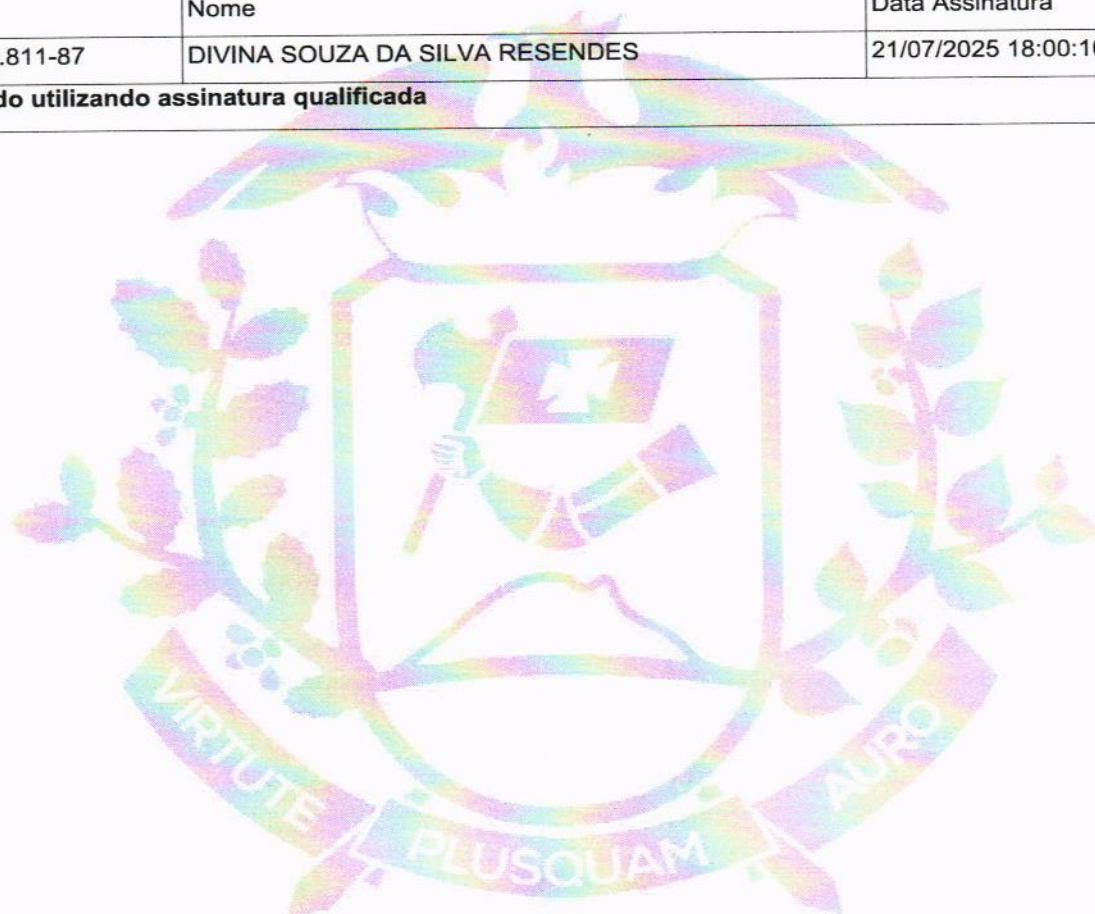 Nome
Data Assinatura
.811-87
DIVINA SOUZA DA SILVA RESENDES
21/07/2025 18:00:10
do utilizando assinatura qualificada
VIRTUTE
PLUSQUAM
AURO